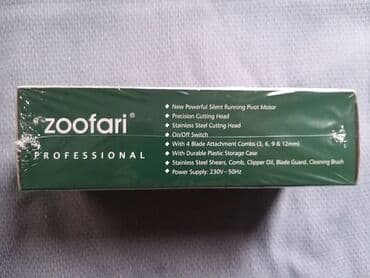 zoofari®
PROFESSIONAL
◆ New Powerful Silent Running Pivot Motor
◆ Precision Cutting Head
◆ Stainless Steel Cutting Head
◆ On/Off Switch
◆ With 4 Blade Attachment Combs (3, 6, 9 & 12mm)
◆ With Durable Plastic Storage Case
◆ Stainless Steel Shears, Comb, Clipper Oil, Blade Guard, Cleaning Brush
◆ Power Supply: 230V~50Hz